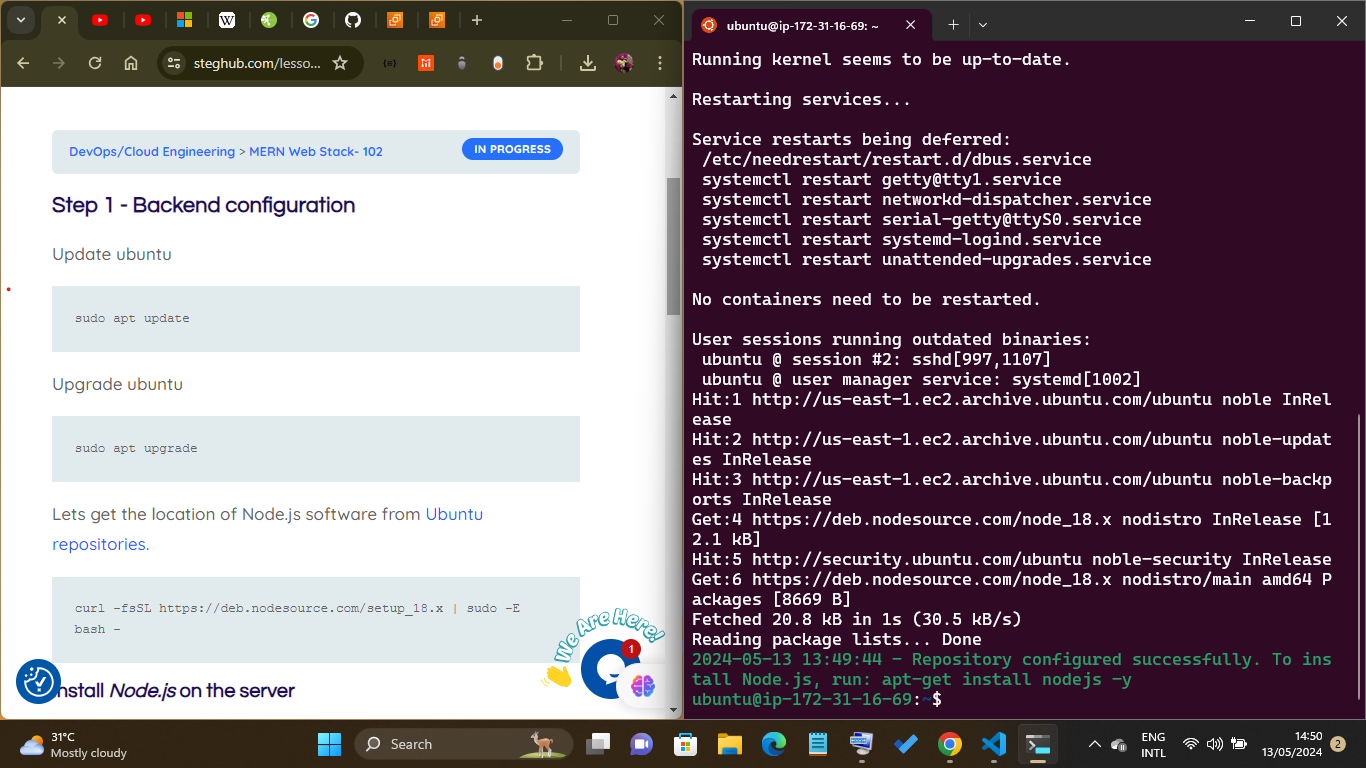 steghub.com/lesso...
DevOps/Cloud Engineering > MERN Web Stack- 102
IN PROGRESS
Step 1 - Backend configuration
Update ubuntu
sudo apt update
Upgrade ubuntu
sudo apt upgrade
Lets get the location of Node.js software from Ubuntu
repositories.
curl -fsSL https://deb.nodesource.com/setup_18.x | sudo -E
bash -
We Are Here!
1
Install Node.js on the server
ubuntu@ip-172-31-16-69: ~
Running kernel seems to be up-to-date.
Restarting services...
Service restarts being deferred:
/etc/needrestart/restart.d/dbus.service
systemctl restart getty@tty1.service
systemctl restart networkd-dispatcher.service
systemctl restart serial-getty@ttyS0.service
systemctl restart systemd-logind.service
systemctl restart unattended-upgrades.service
No containers need to be restarted.
User sessions running outdated binaries:
ubuntu @ session #2: sshd[997,1107]
ubuntu @ user manager service: systemd[1002]
Hit:1 http://us-east-1.ec2.archive.ubuntu.com/ubuntu noble InRel
ease
Hit:2 http://us-east-1.ec2.archive.ubuntu.com/ubuntu noble-updat
es InRelease
Hit:3 http://us-east-1.ec2.archive.ubuntu.com/ubuntu noble-backp
orts InRelease
Get:4 https://deb.nodesource.com/node_18.x nodistro InRelease [1
2.1 kB]
Hit:5 http://security.ubuntu.com/ubuntu noble-security InRelease
Get:6 https://deb.nodesource.com/node_18.x nodistro/main amd64 P
ackages [8669 B]
Fetched 20.8 kB in 1s (30.5 kB/s)
Reading package lists... Done
2024-05-13 13:49:44 - Repository configured successfully. To ins
tall Node.js, run: apt-get install nodejs -y
ubuntu@ip-172-31-16-69:~$
31°C
Mostly cloudy
Search
ENG
INTL
14:50
13/05/2024
2